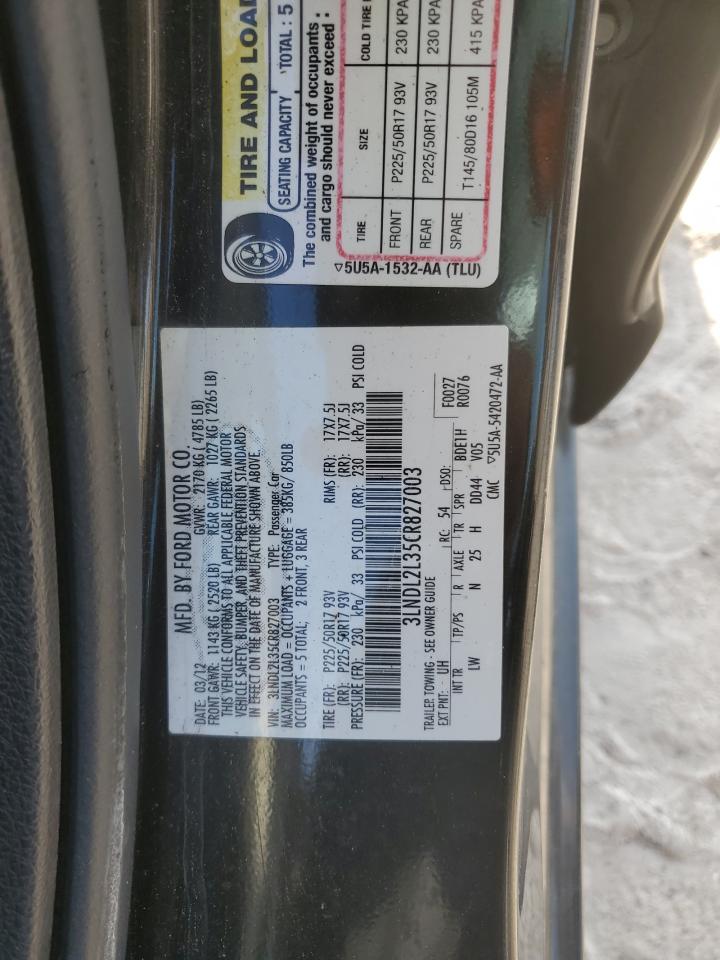 MFD. BY FORD MOTOR CO.
DATE: 03/12 GVWR: 2170 KG ( 4785 LB)
FRONT GAWR: 1143 KG ( 2520 LB) REAR GAWR: 1027 KG ( 2265 LB)
THIS VEHICLE CONFORMS TO ALL APPLICABLE FEDERAL MOTOR
VEHICLE SAFETY, BUMPER, AND THEFT PREVENTION STANDARDS
IN EFFECT ON THE DATE OF MANUFACTURE SHOWN ABOVE.
VIN: 3LNDL2L35CR827003 TYPE: Passenger Car
MAXIMUM LOAD = OCCUPANTS + LUGGAGE = 385KG/ 850LB
OCCUPANTS = 5 TOTAL; 2 FRONT, 3 REAR
TIRE (FR): P225/50R17 93V RIMS (FR): 17X7.5J
(RR): P225/50R17 93V (RR): 17X7.5J
PRESSURE (FR): 230 kPa/ 33 PSI COLD (RR): 230 kPa/ 33 PSI COLD
3LNDL2L35CR827003
TRAILER TOWING - SEE OWNER GUIDE
EXT PNT: UH RC: 54 DSO: F0027
R0076
INT TR TP/PS R AXLE TR SPR BDE1H
LW N 25 H DD44 V05
CMC ▽5U5A-5420472-AA
TIRE AND LOA
SEATING CAPACITY TOTAL : 5
The combined weight of occupants
and cargo should never exceed :
TIRE SIZE COLD TIRE
FRONT P225/50R17 93V 230 KPA
REAR P225/50R17 93V 230 KPA
SPARE T145/80D16 105M 415 KPA
▽5U5A-1532-AA (TLU)